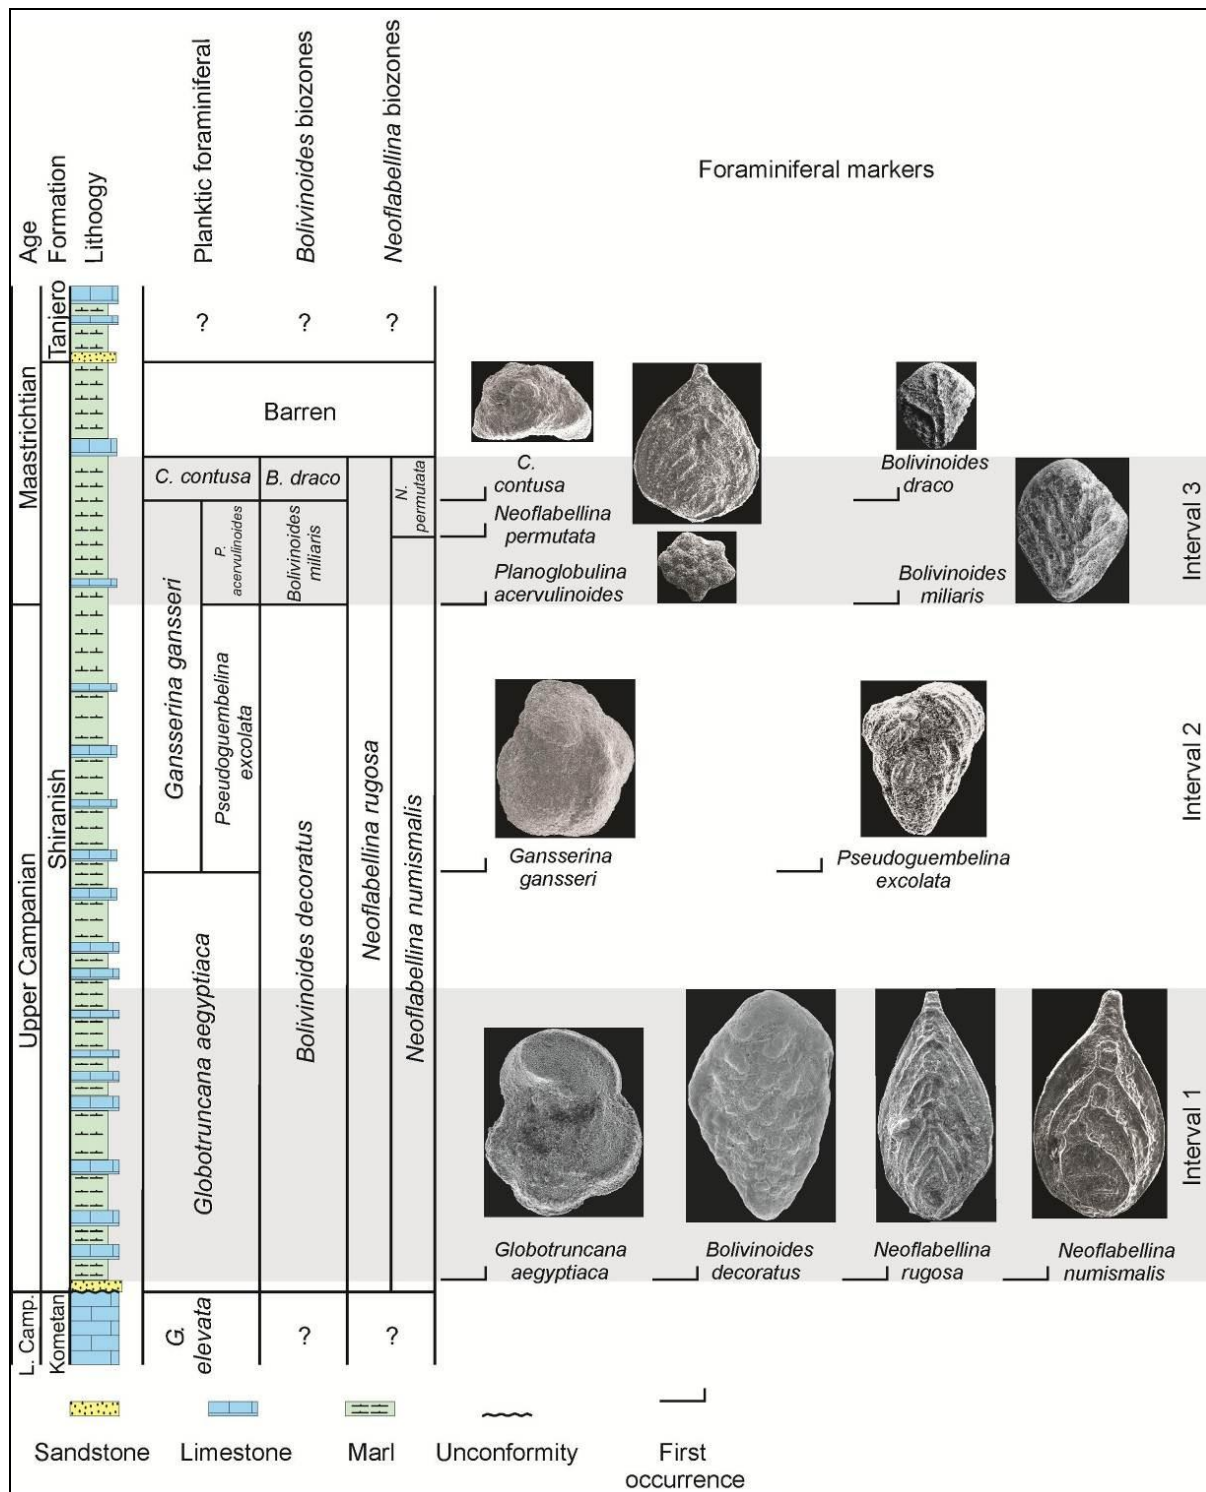 Age
Formation
Lithoogy
Planktic foraminiferal
Bolivinoides biozones
Neoflabellina biozones
Foraminiferal markers
Maastrichtian
Upper Campanian
L. Camp.
Tanjero
Shiranish
Kometan
?
?
?
Barren
C. contusa
B. draco
N.
permutata
P.
acervulinoides
Bolivinoides
miliaris
Gansserina gansseri
Pseudoguembelina
excolata
Globotruncana aegyptiaca
Bolivinoides decoratus
Neoflabellina rugosa
Neoflabellina numismalis
G.
elevata
?
?
C.
contusa
Bolivinoides
draco
Neoflabellina
permutata
Planoglobulina
acervulinoides
Bolivinoides
miliaris
Interval 3
Gansserina
gansseri
Pseudoguembelina
excolata
Interval 2
Globotruncana
aegyptiaca
Bolivinoides
decoratus
Neoflabellina
rugosa
Neoflabellina
numismalis
Interval 1
Sandstone
Limestone
Marl
Unconformity
First
occurrence